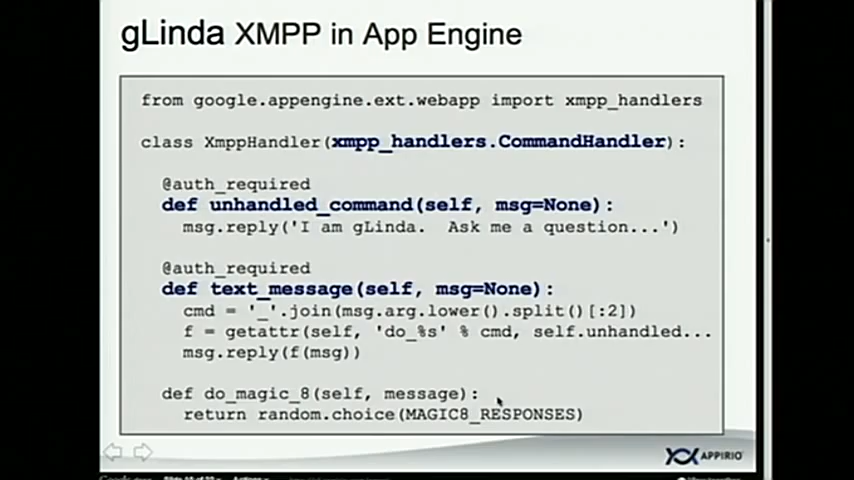 gLinda XMPP in App Engine
from google.appengine.ext.webapp import xmpp_handlers
class XmppHandler(xmpp_handlers.CommandHandler):
@auth_required
def unhandled_command(self, msg=None):
msg.reply('I am gLinda.  Ask me a question...')
@auth_required
def text_message(self, msg=None):
cmd = '_'.join(msg.arg.lower().split()[:2])
f = getattr(self, 'do_%s' % cmd, self.unhandled...
msg.reply(f(msg))
def do_magic_8(self, message):
return random.choice(MAGIC8_RESPONSES)
APPIRIO